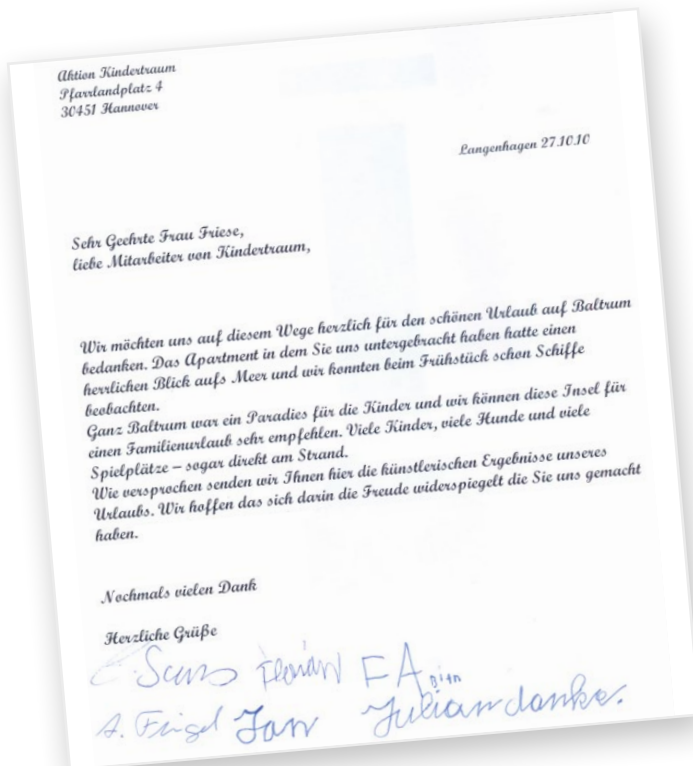 Aktion Kindertraum
Pfarrlandplatz 4
30451 Hannover
Langenhagen 27.10.10
Sehr Geehrte Frau Friese,
liebe Mitarbeiter von Kindertraum,
Wir möchten uns auf diesem Wege herzlich für den schönen Urlaub auf Baltrum
bedanken. Das Apartment in dem Sie uns untergebracht haben hatte einen
herrlichen Blick aufs Meer und wir konnten beim Frühstück schon Schiffe
beobachten.
Ganz Baltrum war ein Paradies für die Kinder und wir können diese Insel für
einen Familienurlaub sehr empfehlen. Viele Kinder, viele Hunde und viele
Spielplätze – sogar direkt am Strand.
Wie versprochen senden wir Ihnen hier die künstlerischen Ergebnisse unseres
Urlaubs. Wir hoffen das sich darin die Freude widerspiegelt die Sie uns gemacht
haben.
Nochmals vielen Dank
Herzliche Grüße
Florian
A. Jan Julian danke.